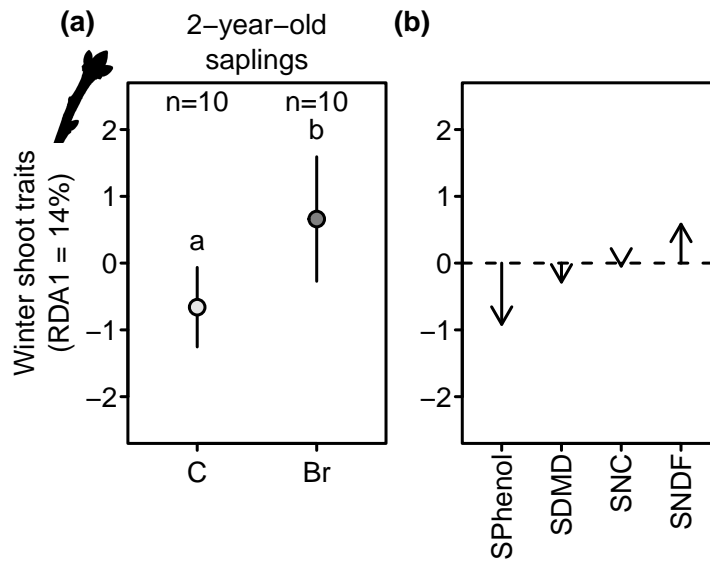 (a)
2−year−old
saplings
(b)
n=10
n=10
a
b
Winter shoot traits
(RDA1 = 14%)
2
1
0
−1
−2
C
Br
2
1
0
−1
−2
SPhenol
SDMD
SNC
SNDF